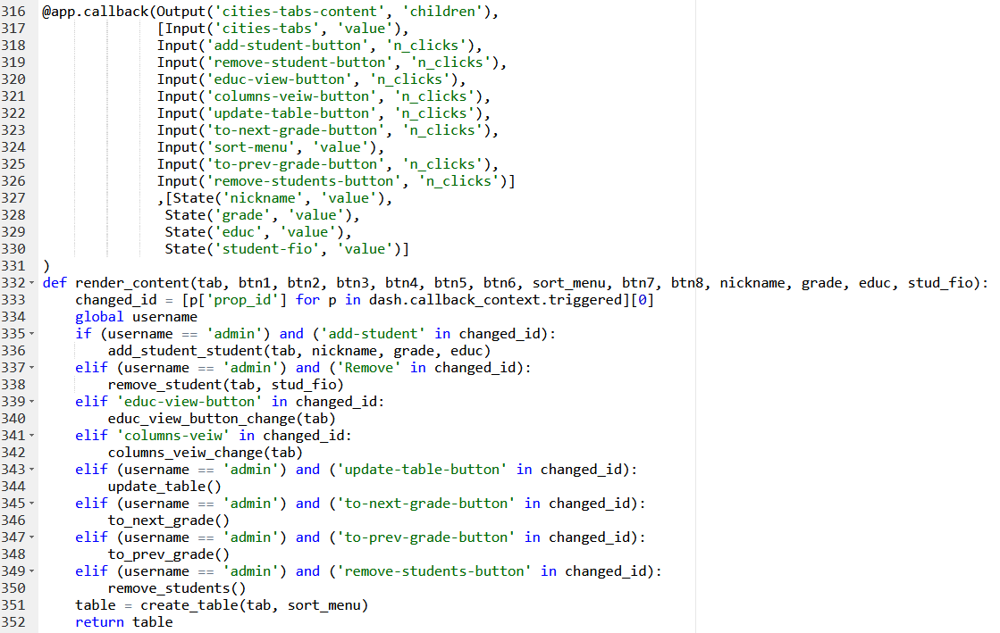 316 @app.callback(Output('cities-tabs-content', 'children'),
317               [Input('cities-tabs', 'value'),
318               Input('add-student-button', 'n_clicks'),
319               Input('remove-student-button', 'n_clicks'),
320               Input('educ-view-button', 'n_clicks'),
321               Input('columns-veiw-button', 'n_clicks'),
322               Input('update-table-button', 'n_clicks'),
323               Input('to-next-grade-button', 'n_clicks'),
324               Input('sort-menu', 'value'),
325               Input('to-prev-grade-button', 'n_clicks'),
326               Input('remove-students-button', 'n_clicks')]
327               ,[State('nickname', 'value'),
328                State('grade', 'value'),
329                State('educ', 'value'),
330                State('student-fio', 'value')]
331 )
332 def render_content(tab, btn1, btn2, btn3, btn4, btn5, btn6, sort_menu, btn7, btn8, nickname, grade, educ, stud_fio):
333     changed_id = [p['prop_id'] for p in dash.callback_context.triggered][0]
334     global username
335     if (username == 'admin') and ('add-student' in changed_id):
336         add_student_student(tab, nickname, grade, educ)
337     elif (username == 'admin') and ('Remove' in changed_id):
338         remove_student(tab, stud_fio)
339     elif 'educ-view-button' in changed_id:
340         educ_view_button_change(tab)
341     elif 'columns-veiw' in changed_id:
342         columns_veiw_change(tab)
343     elif (username == 'admin') and ('update-table-button' in changed_id):
344         update_table()
345     elif (username == 'admin') and ('to-next-grade-button' in changed_id):
346         to_next_grade()
347     elif (username == 'admin') and ('to-prev-grade-button' in changed_id):
348         to_prev_grade()
349     elif (username == 'admin') and ('remove-students-button' in changed_id):
350         remove_students()
351     table = create_table(tab, sort_menu)
352     return table